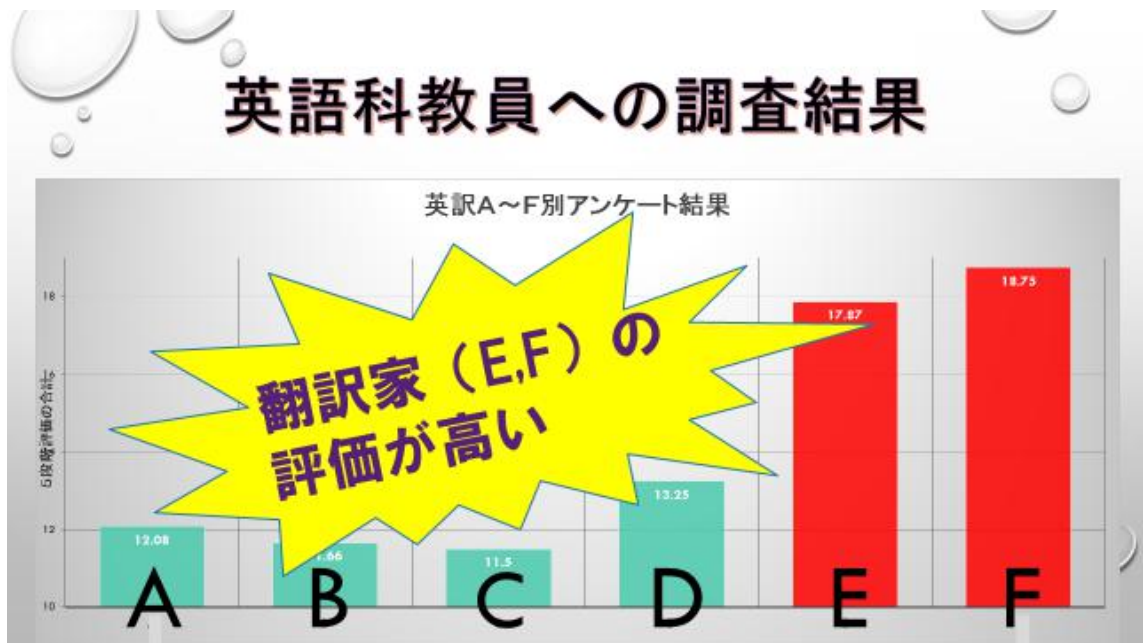 英語科教員への調査結果
英訳A～F別アンケート結果
5段階評価の合計
18
16
12
10
翻訳家（E,F）の
評価が高い
12.08
.66
11.5
13.25
17.87
18.75
A
B
C
D
E
F